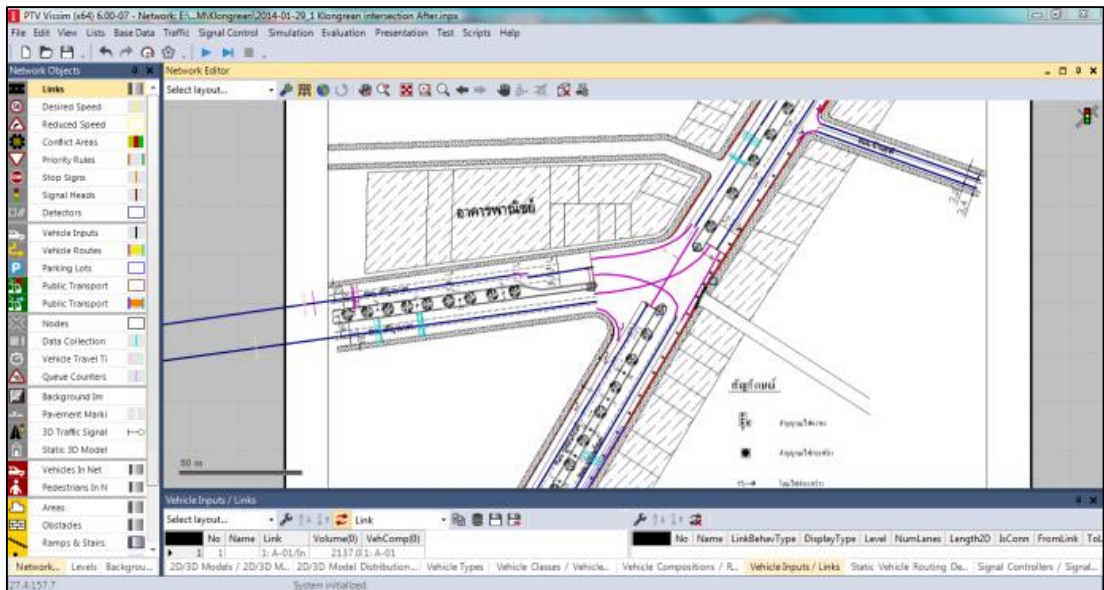 PTV Vissim (x64) 6.00-07 - Network: E:\...M\Klongrean\2014-01-29_1 Klongrean intersection After.inpx
File Edit View Lists Base Data Traffic Signal Control Simulation Evaluation Presentation Test Scripts Help
Network Objects
Network Editor
Select layout...
Links
Desired Speed
Reduced Speed
Conflict Areas
Priority Rules
Stop Signs
Signal Heads
Detectors
Vehicle Inputs
Vehicle Routes
Parking Lots
Public Transport
Public Transport
Nodes
Data Collection
Vehicle Travel Ti
Queue Counters
Background Im
Pavement Marki
3D Traffic Signal
Static 3D Model
Vehicles In Net
Pedestrians In N
Areas
Obstacles
Ramps & Stairs
Network... Levels Backgrou...
อาคารพาณิชย์
สัญลักษณ์
50 m
Vehicle Inputs / Links
Select layout... Link
No Name Link Volume(0) VehComp(0)
1 1 1: A-01/In 2137.0 1: A-01
No Name LinkBehavType DisplayType Level NumLanes Length2D IsConn FromLink ToL
2D/3D Models / 2D/3D M... 2D/3D Model Distribution... Vehicle Types Vehicle Classes / Vehicle... Vehicle Compositions / R... Vehicle Inputs / Links Static Vehicle Routing De... Signal Controllers / Signal...
27.4:157.7 System initialized.